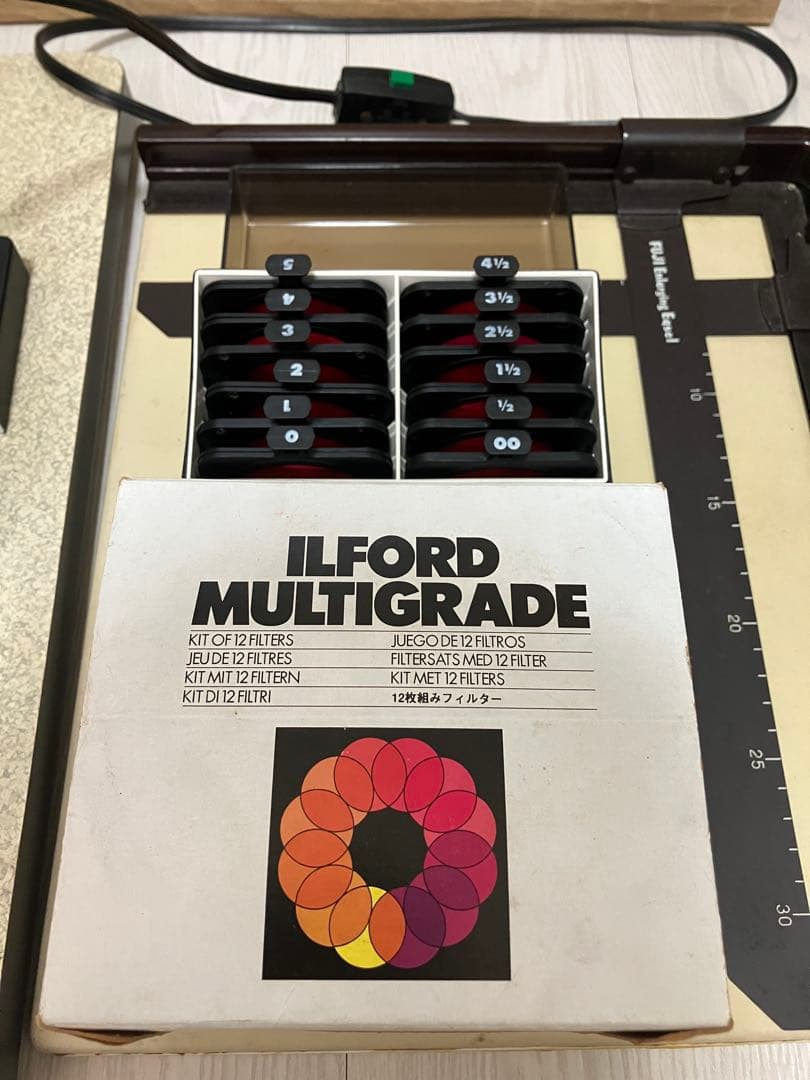 5
4
3
2
1
0
4½
3½
2½
1½
½
00
FUJI Enlarging Easel
10
15
20
25
30
ILFORD
MULTIGRADE
KIT OF 12 FILTERS
JEU DE 12 FILTRES
KIT MIT 12 FILTERN
KIT DI 12 FILTRI
JUEGO DE 12 FILTROS
FILTERSATS MED 12 FILTER
KIT MET 12 FILTERS
12枚組みフィルター